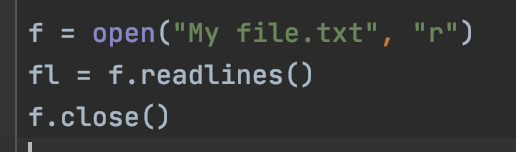 f = open("My file.txt", "r")
fl = f.readlines()
f.close()